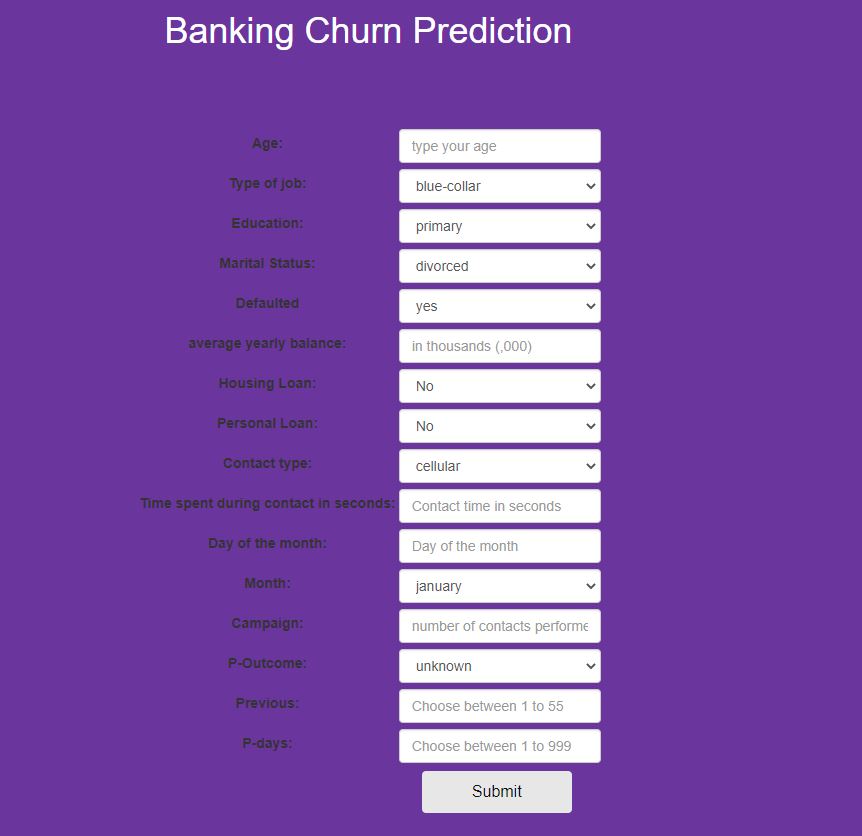 Banking Churn Prediction
Age: type your age
Type of job: blue-collar
Education: primary
Marital Status: divorced
Defaulted yes
average yearly balance: in thousands (,000)
Housing Loan: No
Personal Loan: No
Contact type: cellular
Time spent during contact in seconds: Contact time in seconds
Day of the month: Day of the month
Month: january
Campaign: number of contacts performe
P-Outcome: unknown
Previous: Choose between 1 to 55
P-days: Choose between 1 to 999
Submit